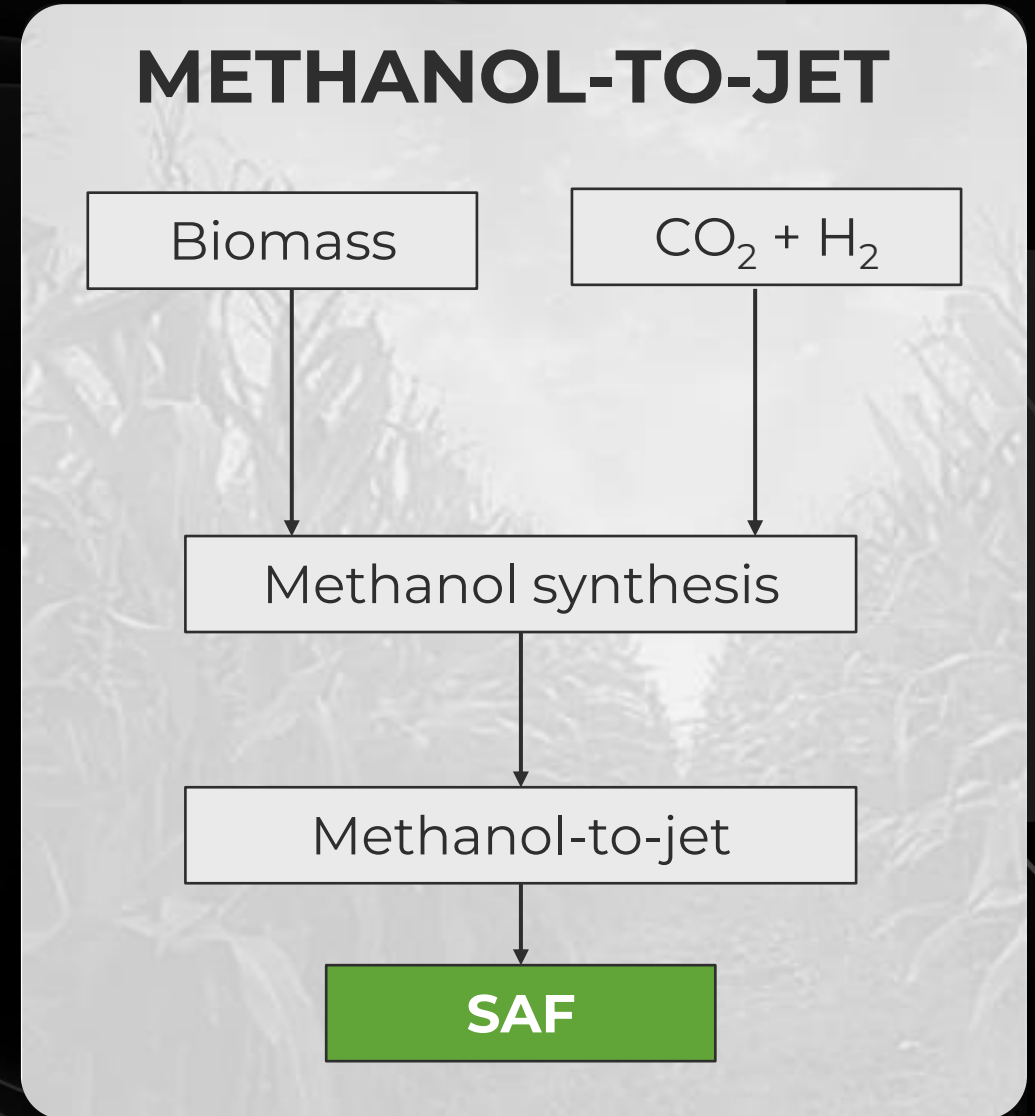 METHANOL-TO-JET
Biomass
CO₂ + H₂
Methanol synthesis
Methanol-to-jet
SAF